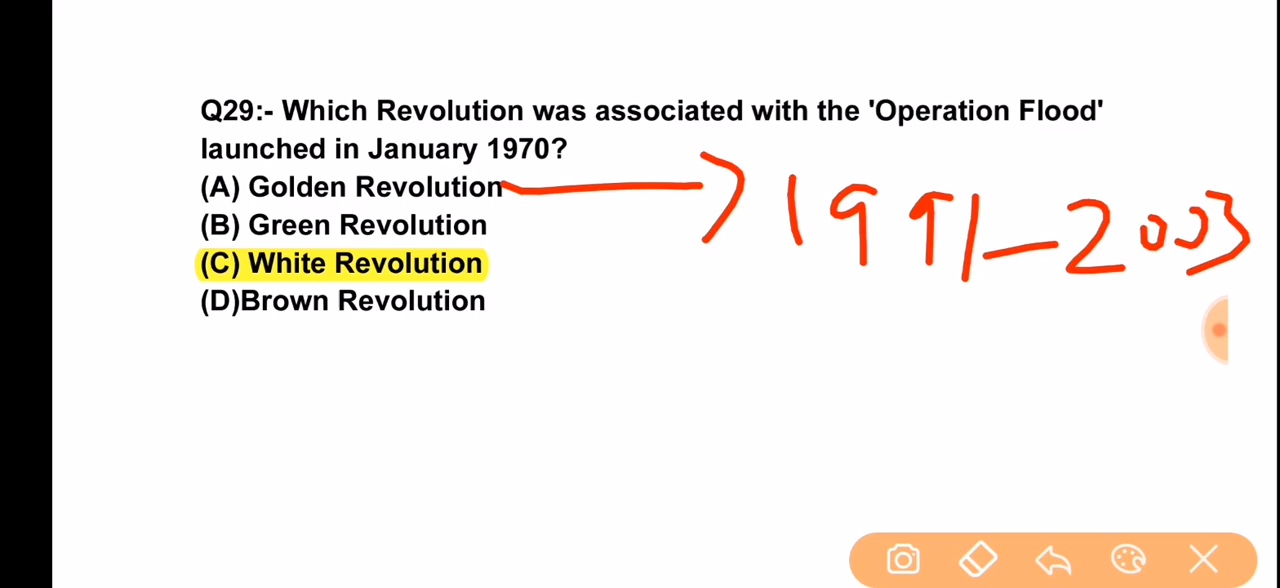 Q29:- Which Revolution was associated with the 'Operation Flood'
launched in January 1970?
(A) Golden Revolution
1991-2003
(B) Green Revolution
(C) White Revolution
(D)Brown Revolution